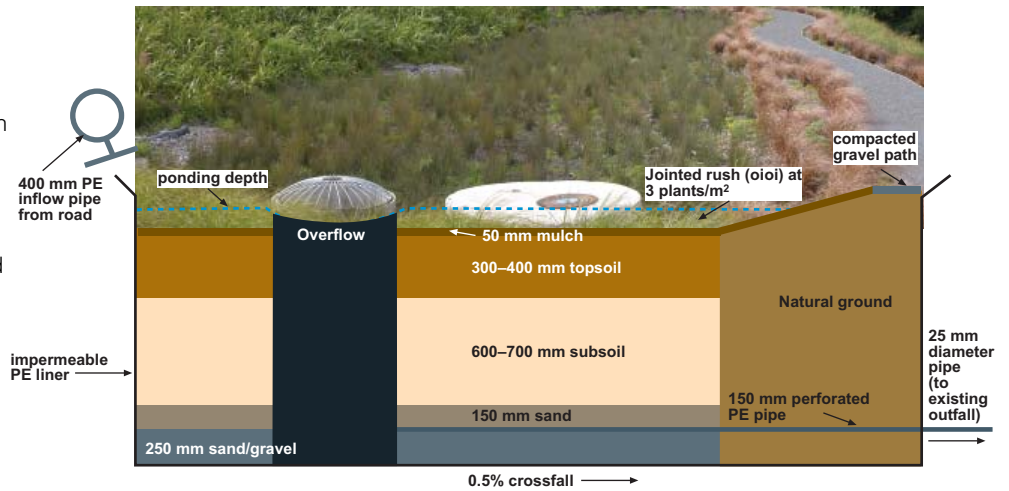 n
d
400 mm PE
inflow pipe
from road
ponding depth
Overflow
Jointed rush (oioi) at
3 plants/m²
compacted
gravel path
50 mm mulch
300–400 mm topsoil
Natural ground
600–700 mm subsoil
impermeable
PE liner
25 mm
diameter
pipe
(to
existing
outfall)
150 mm perforated
PE pipe
150 mm sand
250 mm sand/gravel
0.5% crossfall